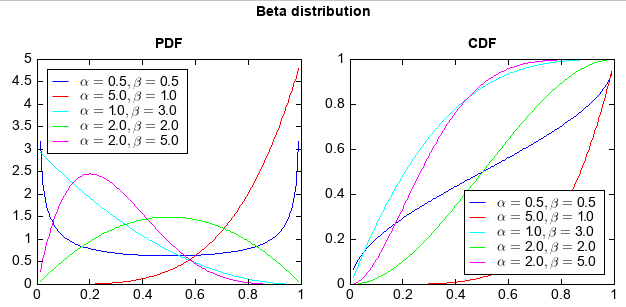 Beta distribution
PDF
5
4.5
4
3.5
3
2.5
2
1.5
1
0.5
0
0
0.2
0.4
0.6
0.8
1
α = 0.5, β = 0.5
α = 5.0, β = 1.0
α = 1.0, β = 3.0
α = 2.0, β = 2.0
α = 2.0, β = 5.0
CDF
1
0.8
0.6
0.4
0.2
0
0
0.2
0.4
0.6
0.8
1
α = 0.5, β = 0.5
α = 5.0, β = 1.0
α = 1.0, β = 3.0
α = 2.0, β = 2.0
α = 2.0, β = 5.0